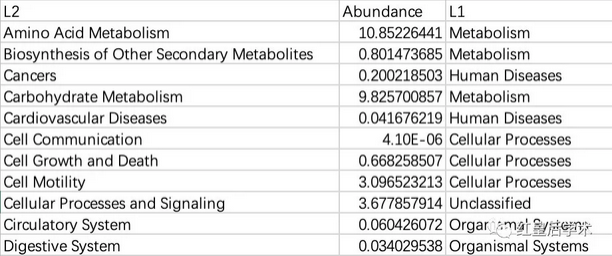 L2 Abundance L1
Amino Acid Metabolism 10.85226441 Metabolism
Biosynthesis of Other Secondary Metabolites 0.801473685 Metabolism
Cancers 0.200218503 Human Diseases
Carbohydrate Metabolism 9.825700857 Metabolism
Cardiovascular Diseases 0.041676219 Human Diseases
Cell Communication 4.10E-06 Cellular Processes
Cell Growth and Death 0.668258507 Cellular Processes
Cell Motility 3.096523213 Cellular Processes
Cellular Processes and Signaling 3.677857914 Unclassified
Circulatory System 0.060426072 Organismal Systems
Digestive System 0.034029538 Organismal Systems